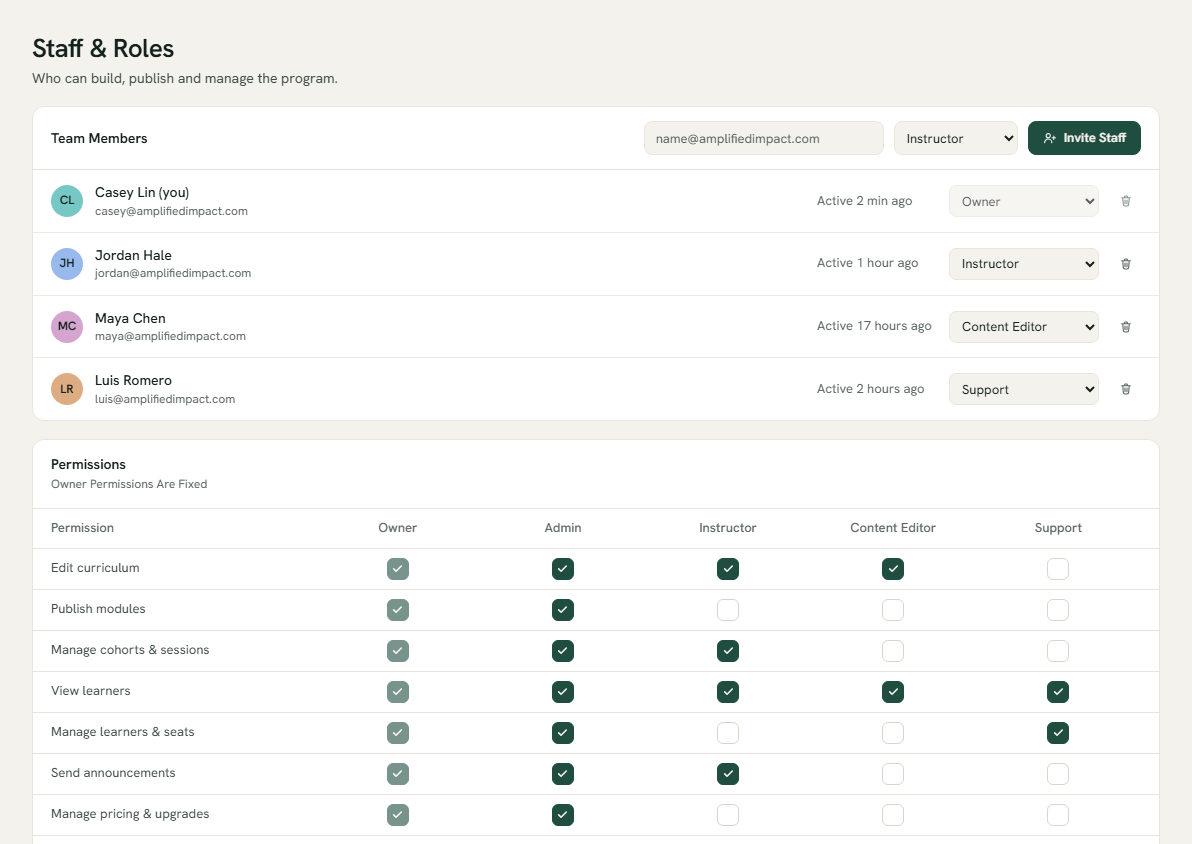 Staff & Roles
Who can build, publish and manage the program.
Team Members
name@amplifiedimpact.com
Instructor
Invite Staff
CL
Casey Lin (you)
casey@amplifiedimpact.com
Active 2 min ago
Owner
JH
Jordan Hale
jordan@amplifiedimpact.com
Active 1 hour ago
Instructor
MC
Maya Chen
maya@amplifiedimpact.com
Active 17 hours ago
Content Editor
LR
Luis Romero
luis@amplifiedimpact.com
Active 2 hours ago
Support
Permissions
Owner Permissions Are Fixed
Permission Owner Admin Instructor Content Editor Support
Edit curriculum
Publish modules
Manage cohorts & sessions
View learners
Manage learners & seats
Send announcements
Manage pricing & upgrades